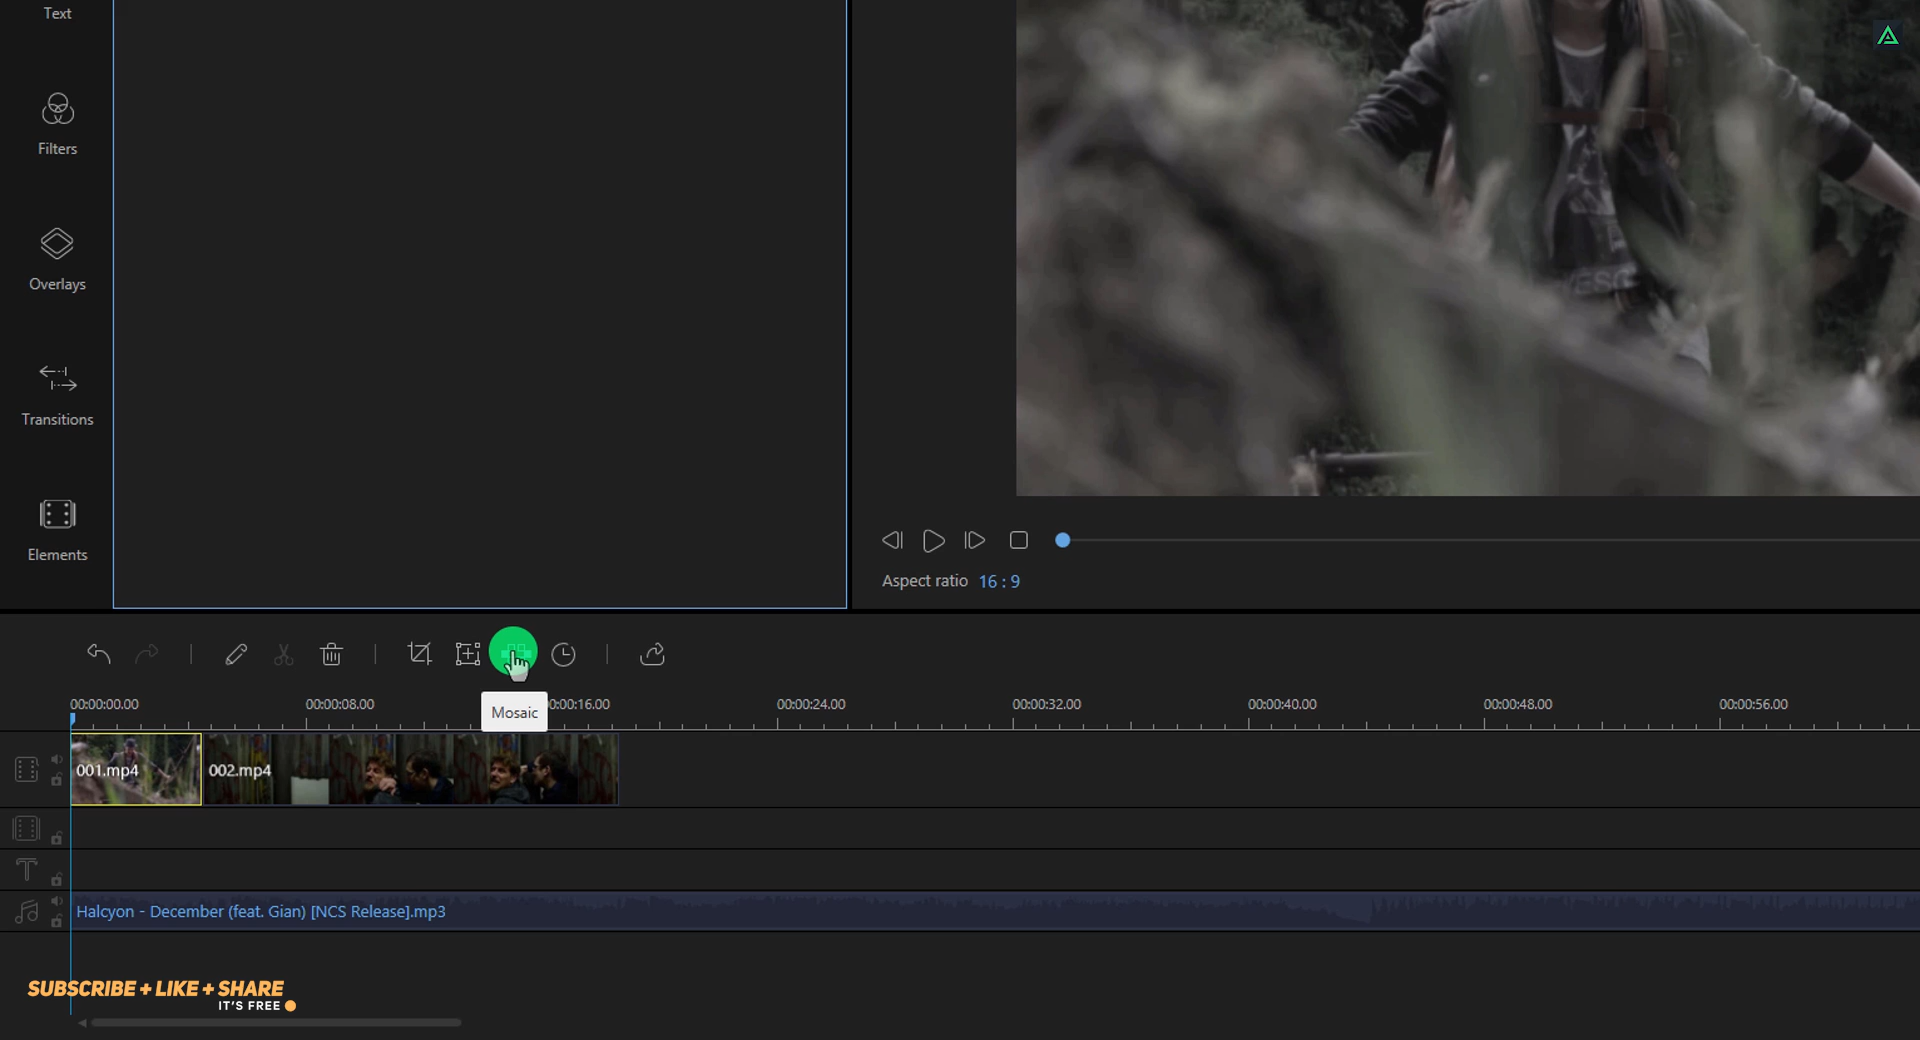 Text
Filters
Overlays
Transitions
Elements
Aspect ratio 16 : 9
Mosaic
00:00:00.00 00:00:08.00 00:00:16.00 00:00:24.00 00:00:32.00 00:00:40.00 00:00:48.00 00:00:56.00
001.mp4 002.mp4
Halcyon - December (feat. Gian) [NCS Release].mp3
SUBSCRIBE + LIKE + SHARE
IT'S FREE